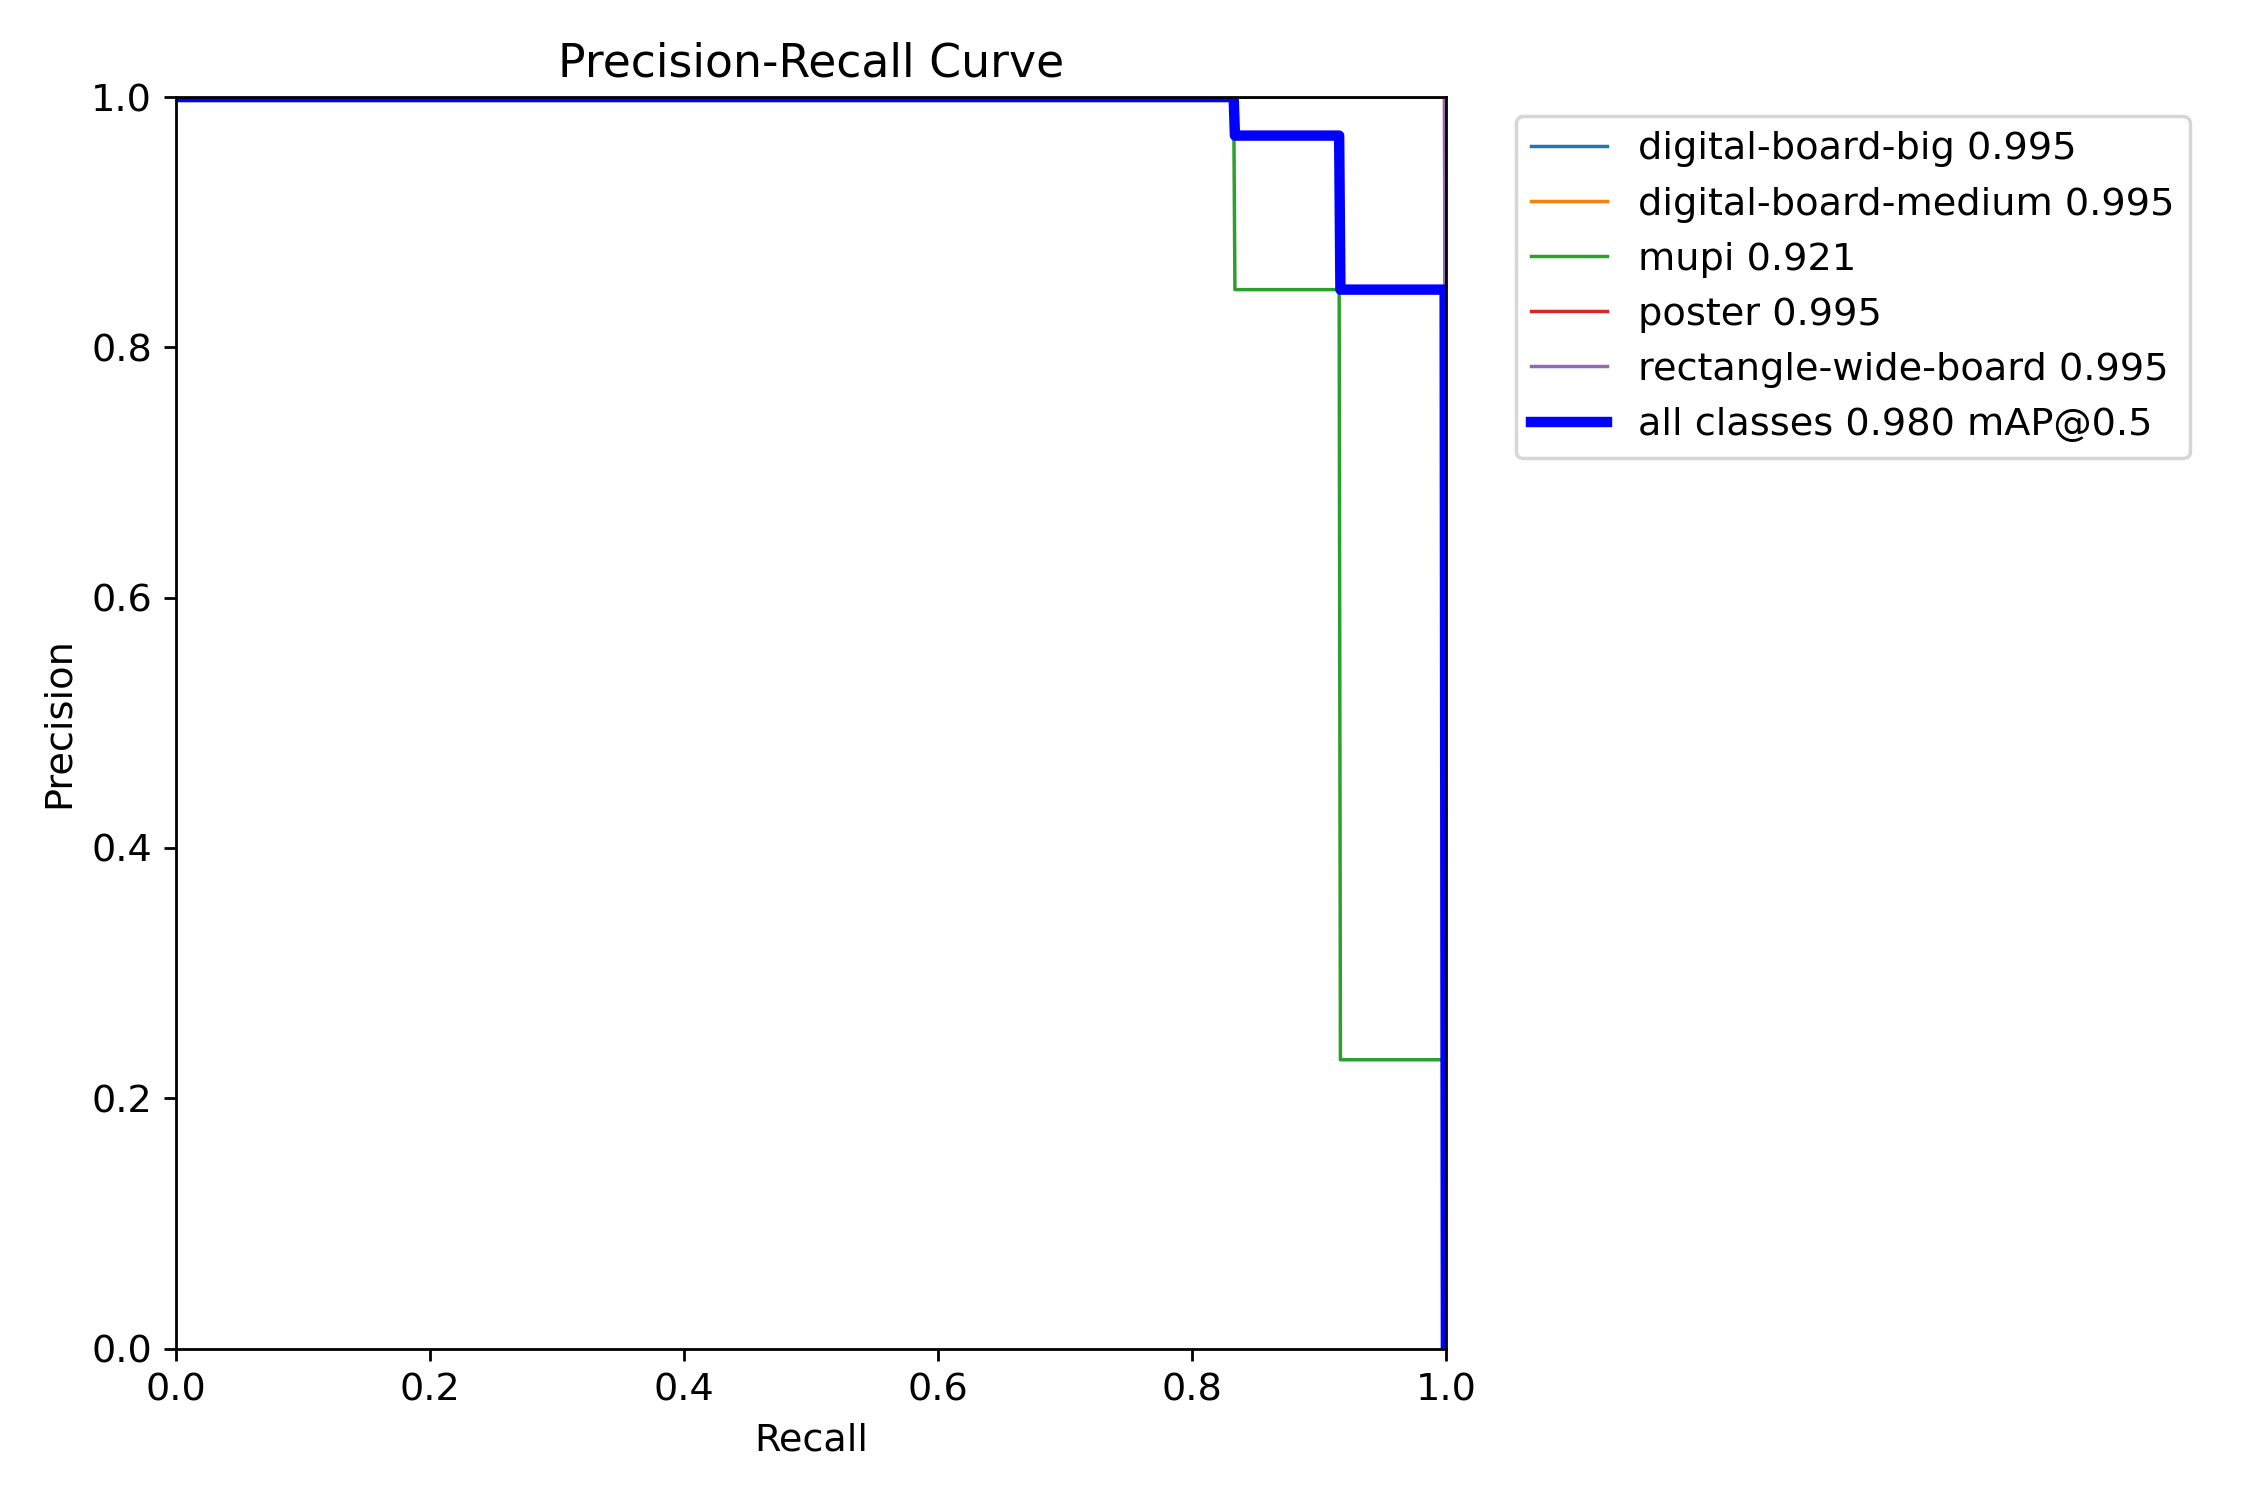 Precision-Recall Curve
1.0
0.8
0.6
0.4
0.2
0.0
Precision
0.0 0.2 0.4 0.6 0.8 1.0
Recall
digital-board-big 0.995
digital-board-medium 0.995
mupi 0.921
poster 0.995
rectangle-wide-board 0.995
all classes 0.980 mAP@0.5